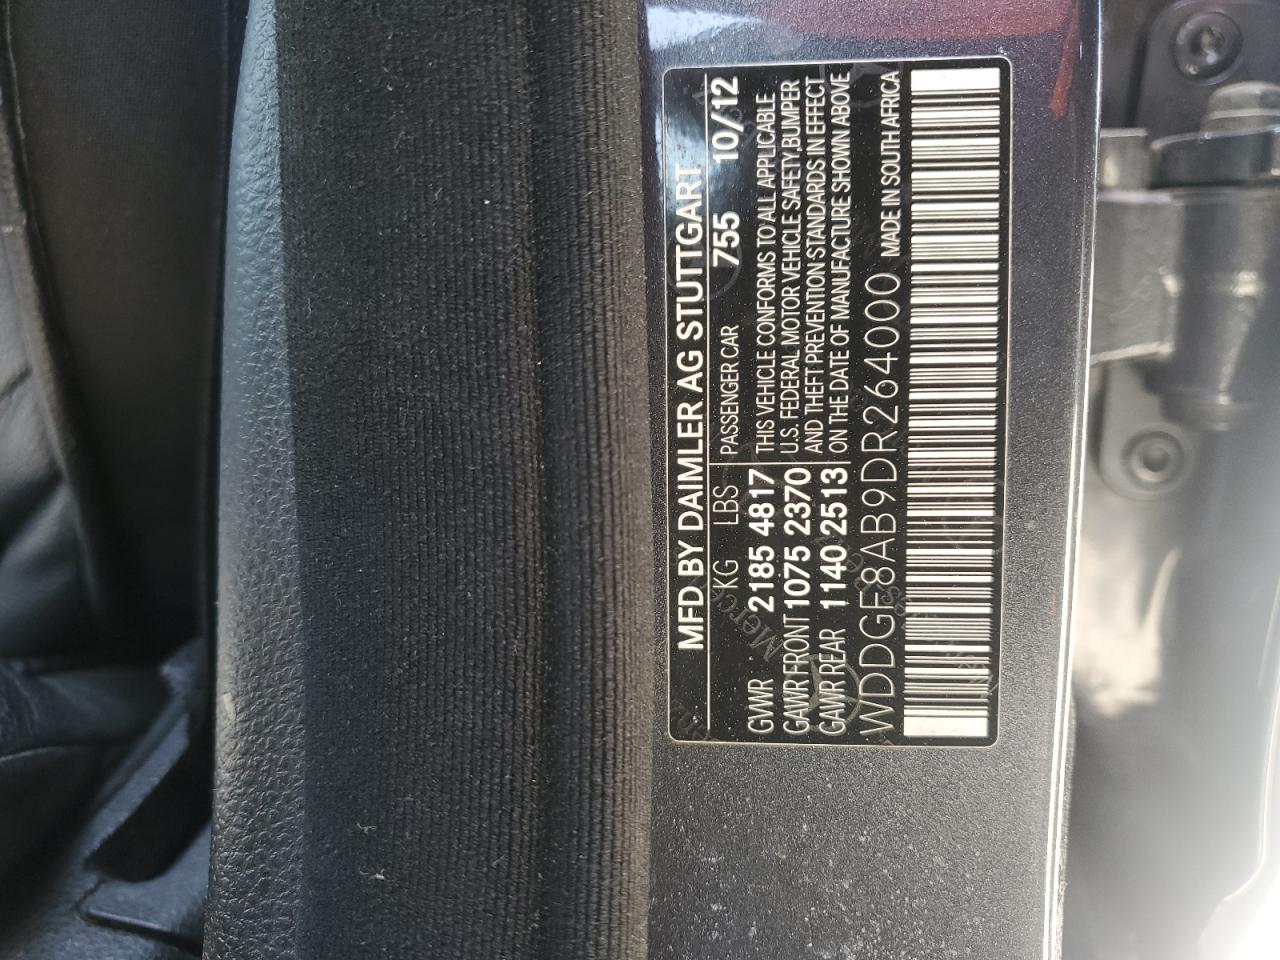 MFD BY DAIMLER AG STUTTGART
KG LBS PASSENGER CAR 755 10/12
GVWR 2185 4817 THIS VEHICLE CONFORMS TO ALL APPLICABLE
GAWR FRONT 1075 2370 U.S. FEDERAL MOTOR VEHICLE SAFETY,BUMPER
GAWR REAR 1140 2513 AND THEFT PREVENTION STANDARDS IN EFFECT
ON THE DATE OF MANUFACTURE SHOWN ABOVE
WDDGF8AB9DR264000 MADE IN SOUTH AFRICA